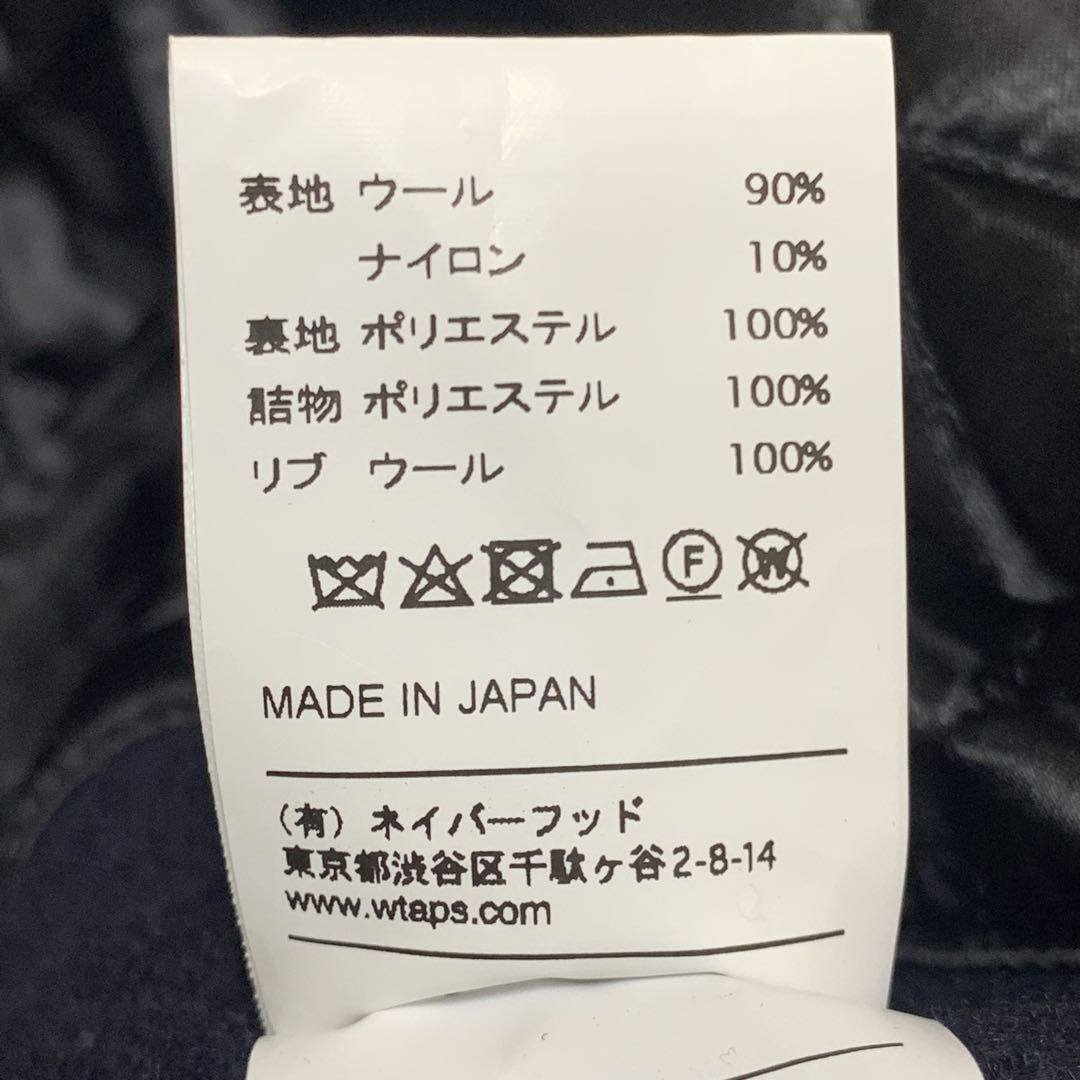 表地 ウール 90%
ナイロン 10%
裏地 ポリエステル 100%
詰物 ポリエステル 100%
リブ ウール 100%
F W
MADE IN JAPAN
(有) ネイバーフッド
東京都渋谷区千駄ヶ谷2-8-14
www.wtaps.com